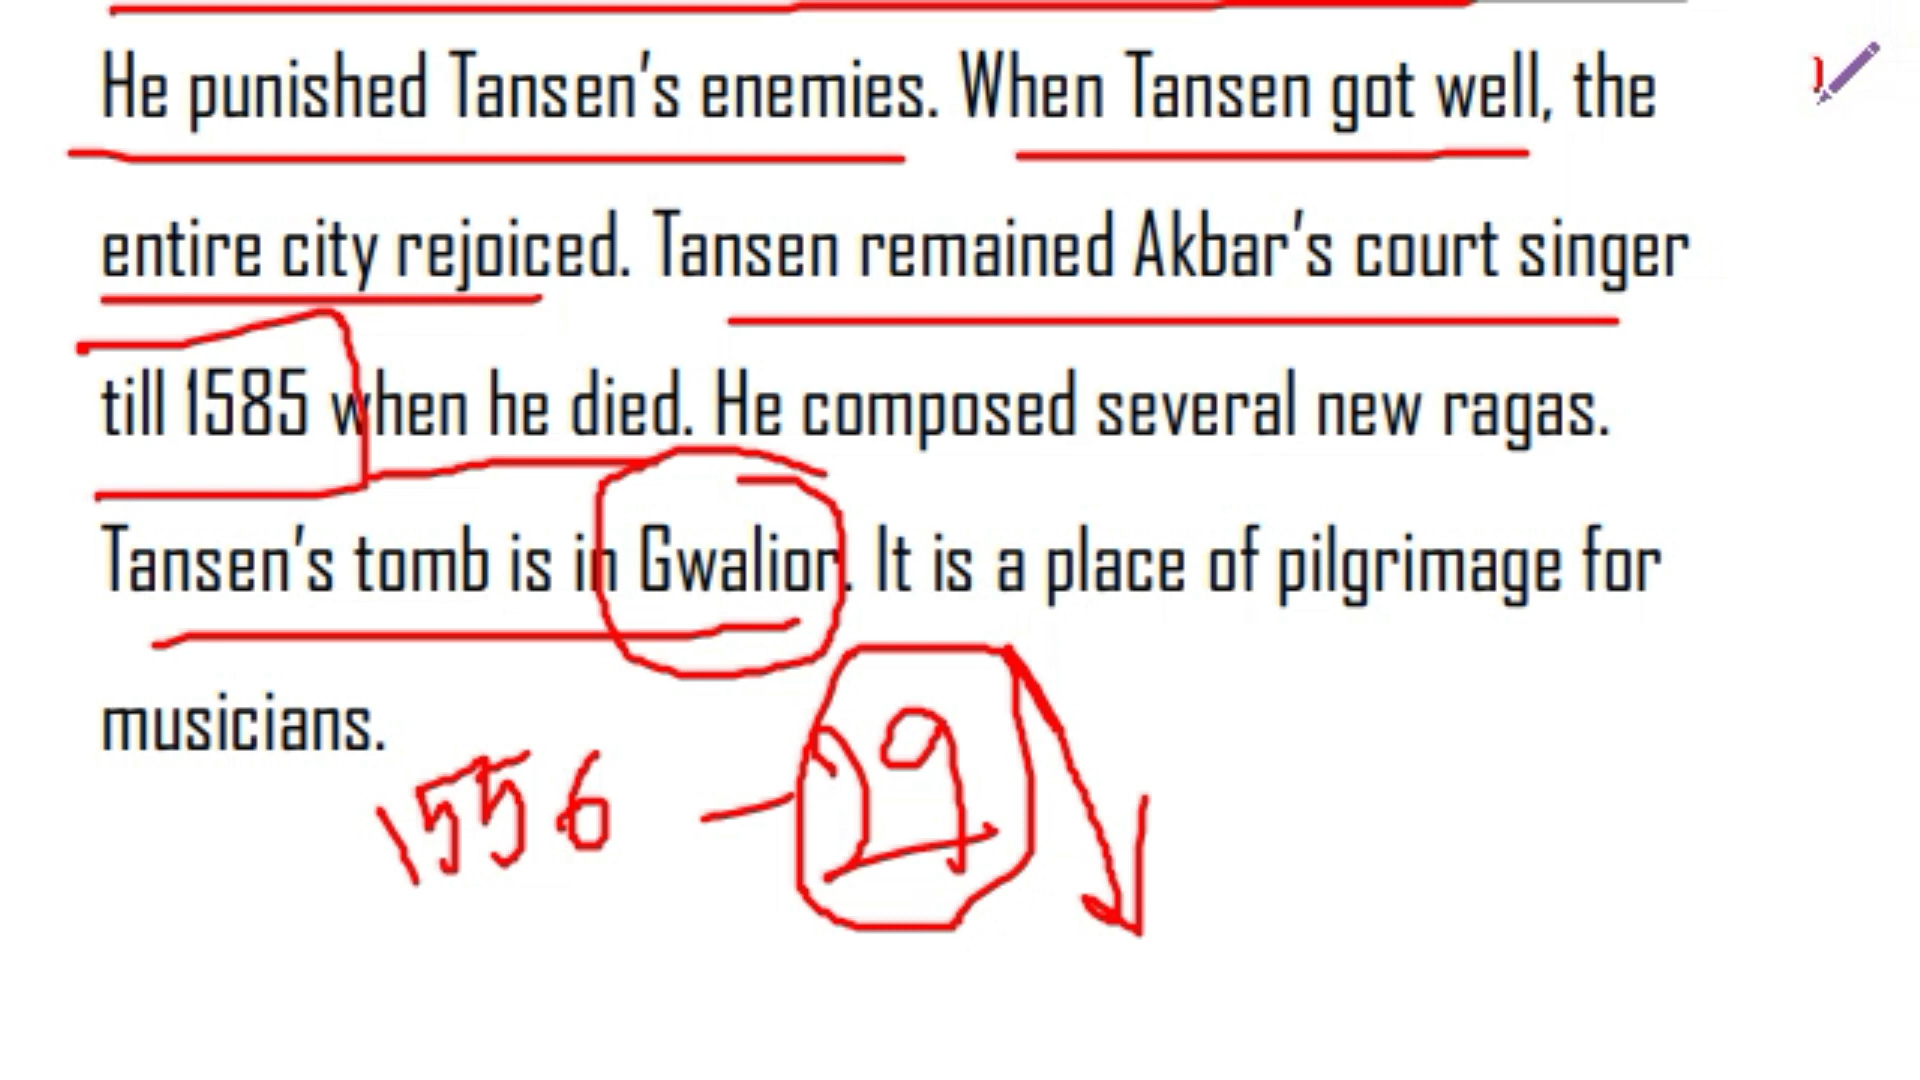 He punished Tansen's enemies. When Tansen got well, the
entire city rejoiced. Tansen remained Akbar's court singer
till 1585 when he died. He composed several new ragas.
Tansen's tomb is in Gwalior. It is a place of pilgrimage for
musicians.
1556